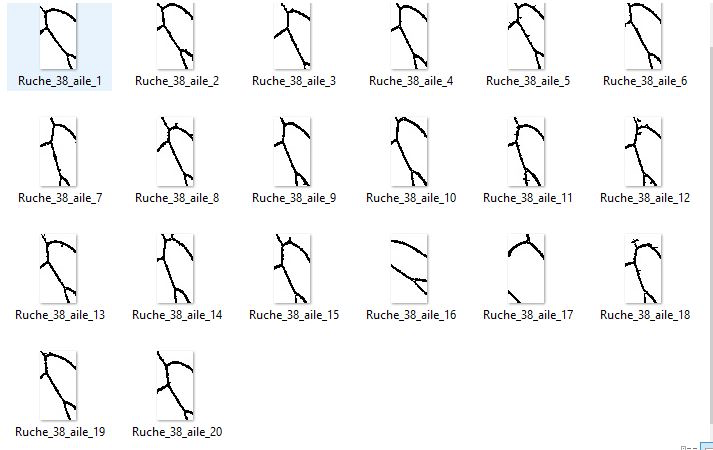 Ruche_38_aile_1 Ruche_38_aile_2 Ruche_38_aile_3 Ruche_38_aile_4 Ruche_38_aile_5 Ruche_38_aile_6
Ruche_38_aile_7 Ruche_38_aile_8 Ruche_38_aile_9 Ruche_38_aile_10 Ruche_38_aile_11 Ruche_38_aile_12
Ruche_38_aile_13 Ruche_38_aile_14 Ruche_38_aile_15 Ruche_38_aile_16 Ruche_38_aile_17 Ruche_38_aile_18
Ruche_38_aile_19 Ruche_38_aile_20